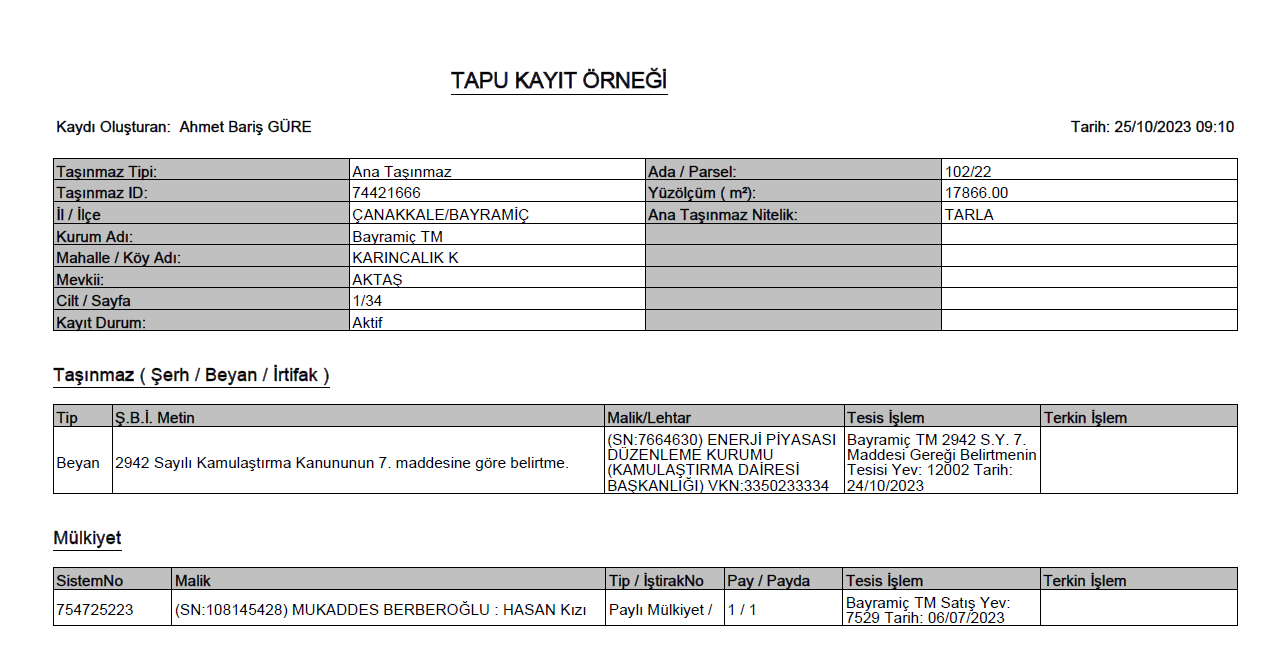 TAPU KAYIT ÖRNEĞİ
Kaydı Oluşturan: Ahmet Bariş GÜRE Tarih: 25/10/2023 09:10
Taşınmaz Tipi: Ana Taşınmaz Ada / Parsel: 102/22
Taşınmaz ID: 74421666 Yüzölçüm ( m²): 17866.00
İl / İlçe ÇANAKKALE/BAYRAMİÇ Ana Taşınmaz Nitelik: TARLA
Kurum Adı: Bayramiç TM
Mahalle / Köy Adı: KARINCALIK K
Mevkii: AKTAŞ
Cilt / Sayfa 1/34
Kayıt Durum: Aktif
Taşınmaz ( Şerh / Beyan / İrtifak )
Tip Ş.B.İ. Metin Malik/Lehtar Tesis İşlem Terkin İşlem
Beyan 2942 Sayılı Kamulaştırma Kanununun 7. maddesine göre belirtme.
(SN:7664630) ENERJİ PİYASASI
DÜZENLEME KURUMU
(KAMULAŞTIRMA DAİRESİ
BAŞKANLIĞI) VKN:3350233334
Bayramiç TM 2942 S.Y. 7.
Maddesi Gereği Belirtmenin
Tesisi Yev: 12002 Tarih:
24/10/2023
Mülkiyet
SistemNo Malik Tip / İştirakNo Pay / Payda Tesis İşlem Terkin İşlem
754725223 (SN:108145428) MUKADDES BERBEROĞLU : HASAN Kızı Paylı Mülkiyet / 1 / 1
Bayramiç TM Satış Yev:
7529 Tarih: 06/07/2023